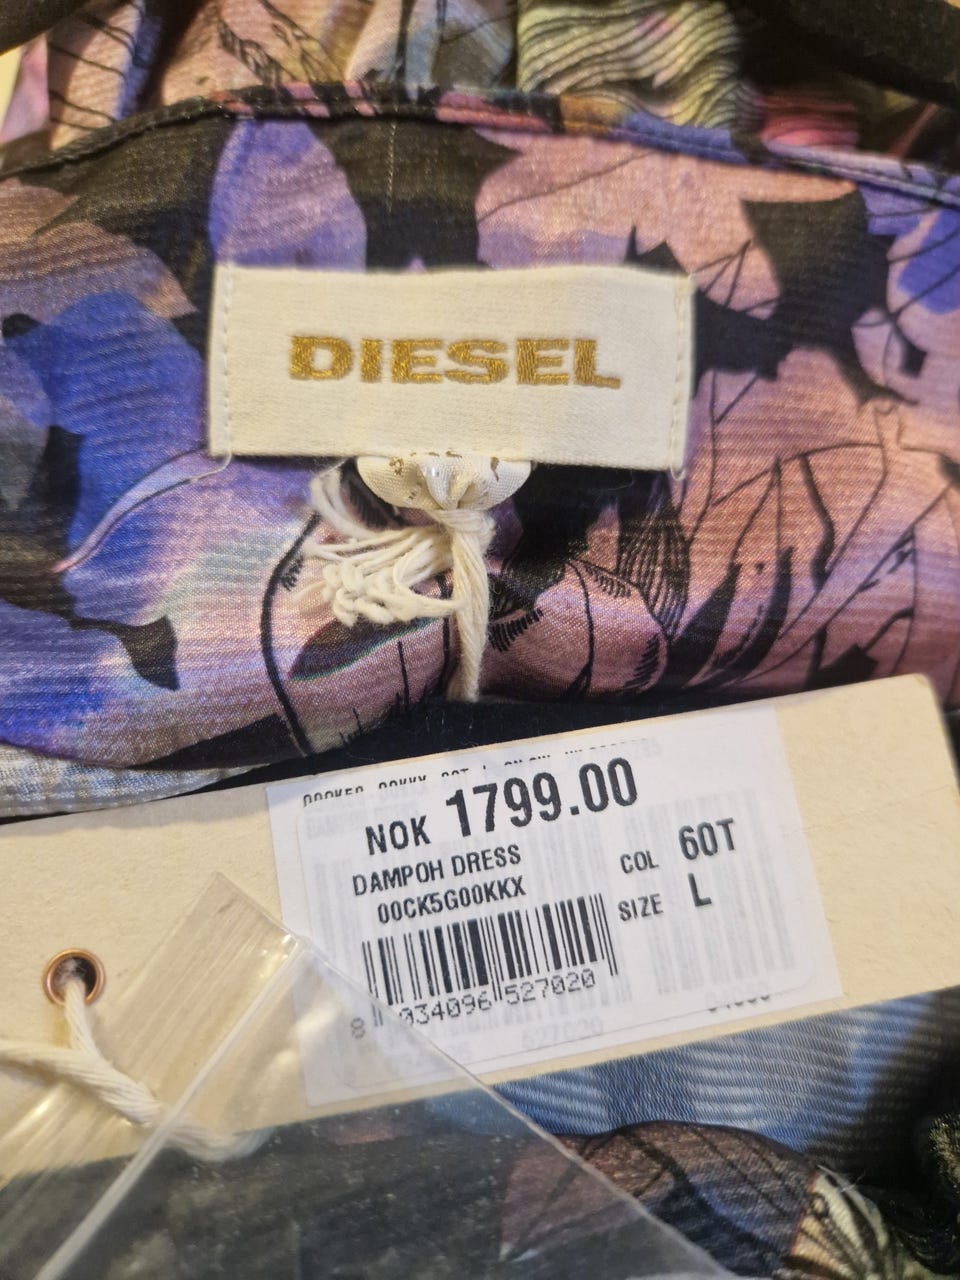 DIESEL
NOK 1799.00
DAMPOH DRESS
00CK5G00KKX
COL 60T
SIZE L
8 034096 527020